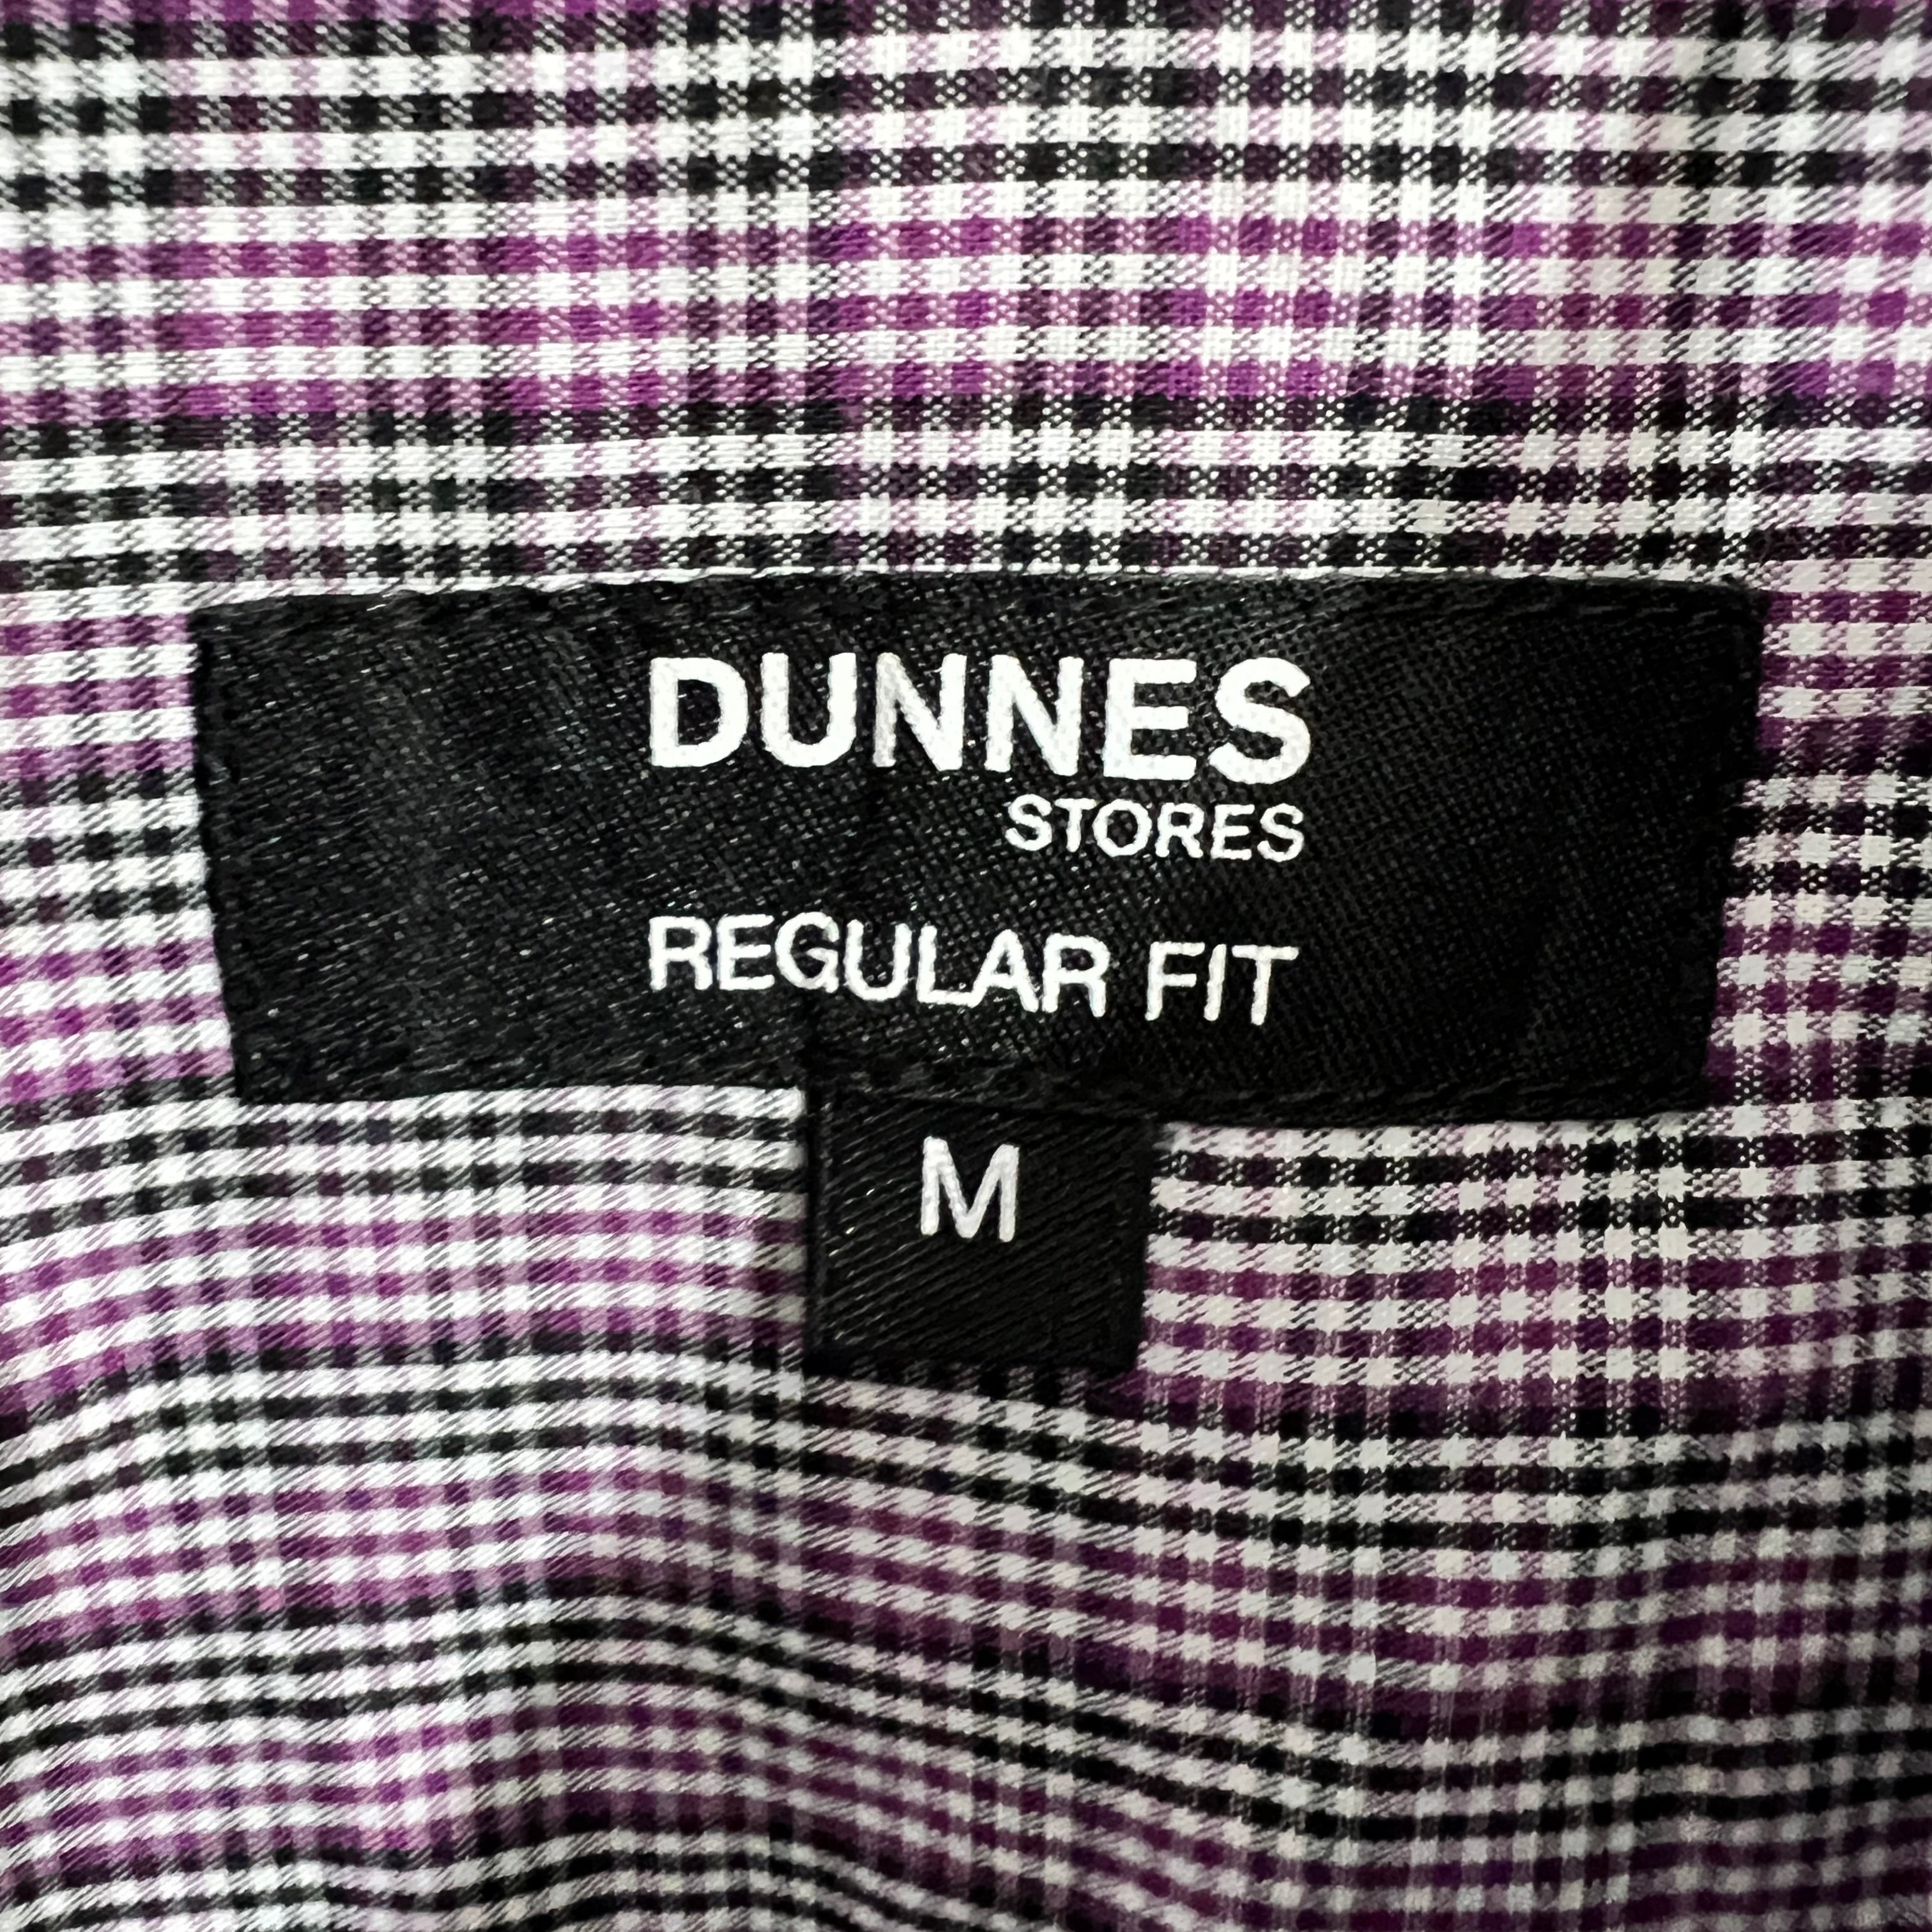 DUNNES
STORES
REGULAR FIT
M